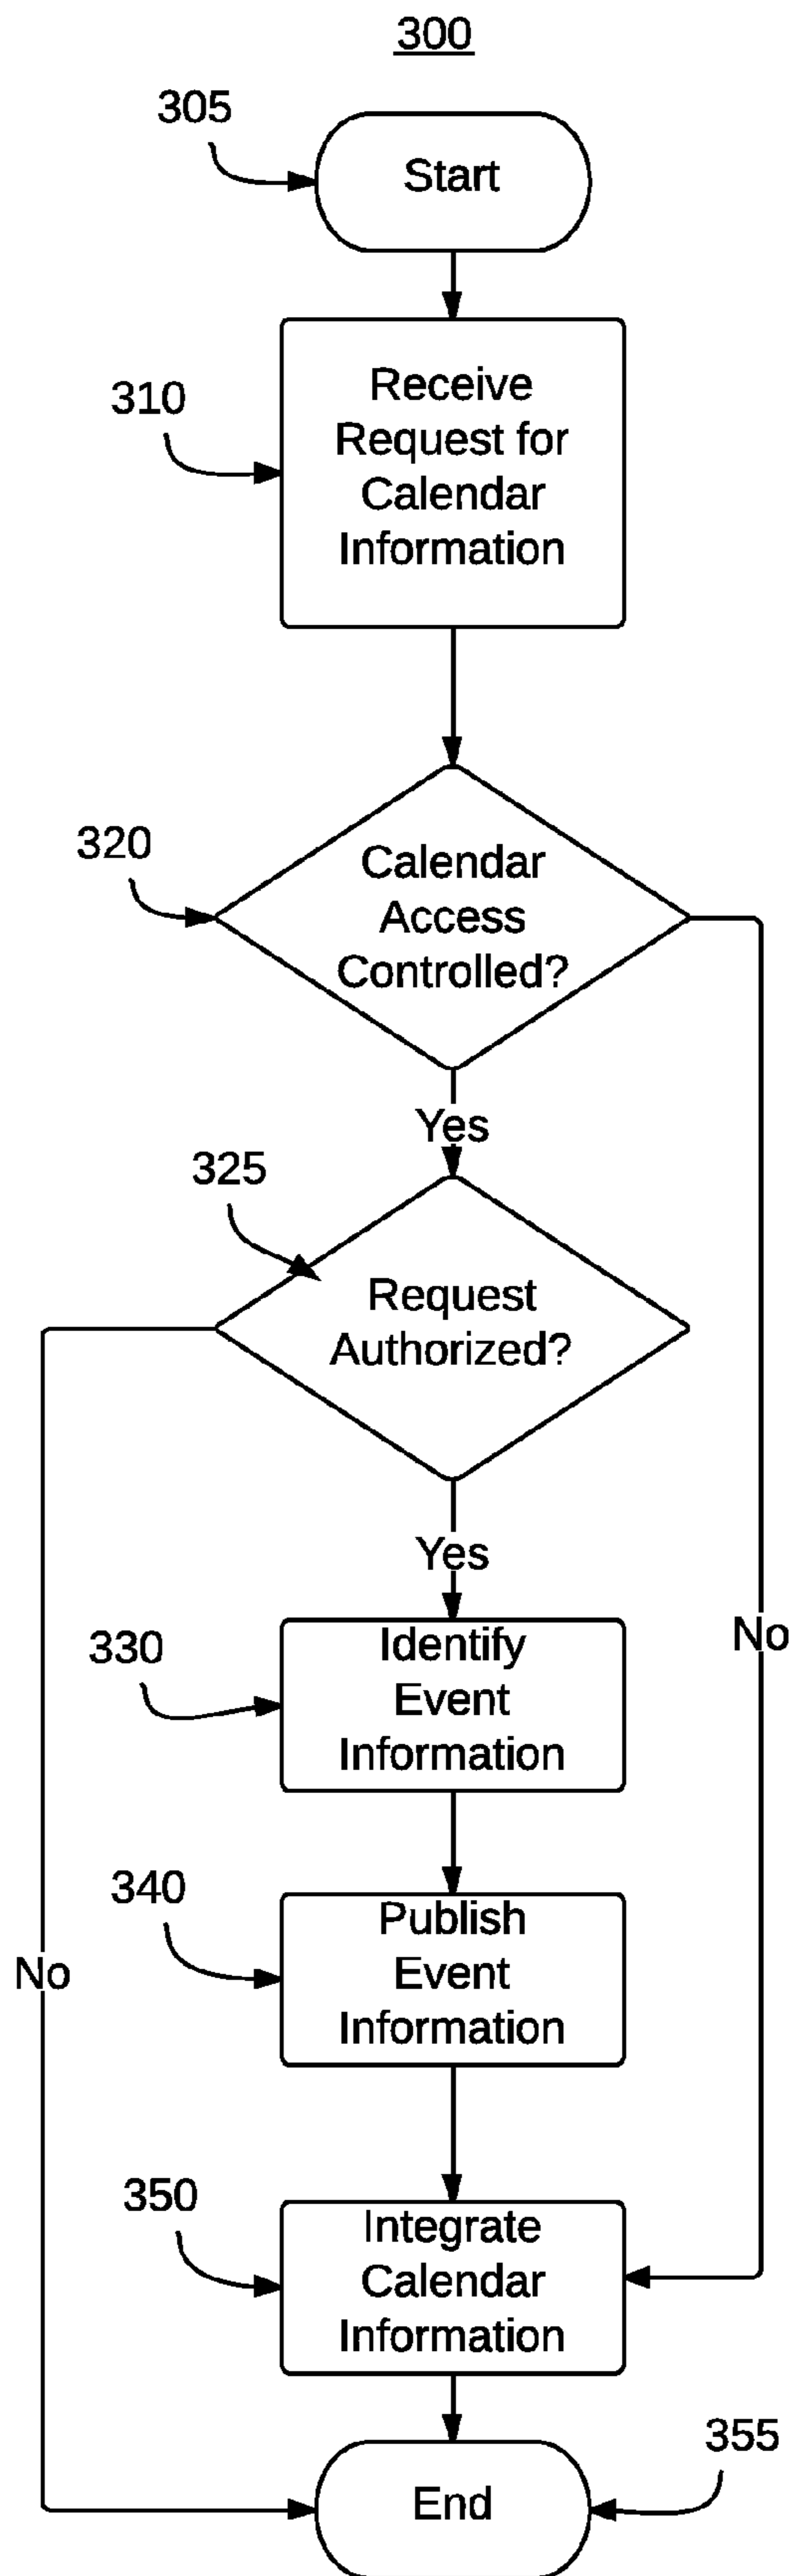 300
305
Start
310
Receive
Request for
Calendar
Information
320
Calendar
Access
Controlled?
Yes
325
Request
Authorized?
Yes
No
330
Identify
Event
Information
340
Publish
Event
Information
No
350
Integrate
Calendar
Information
355
End